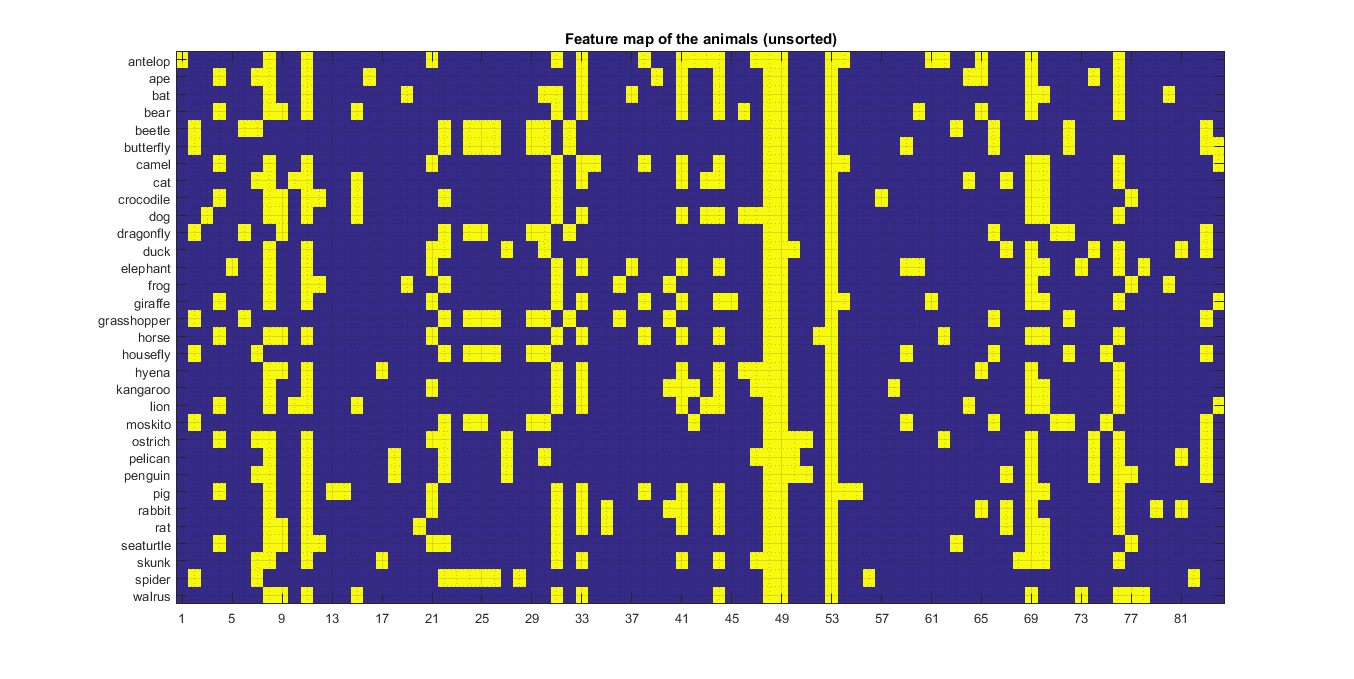 Feature map of the animals (unsorted)
antelop
ape
bat
bear
beetle
butterfly
camel
cat
crocodile
dog
dragonfly
duck
elephant
frog
giraffe
grasshopper
horse
housefly
hyena
kangaroo
lion
moskito
ostrich
pelican
penguin
pig
rabbit
rat
seaturtle
skunk
spider
walrus
1 5 9 13 17 21 25 29 33 37 41 45 49 53 57 61 65 69 73 77 81